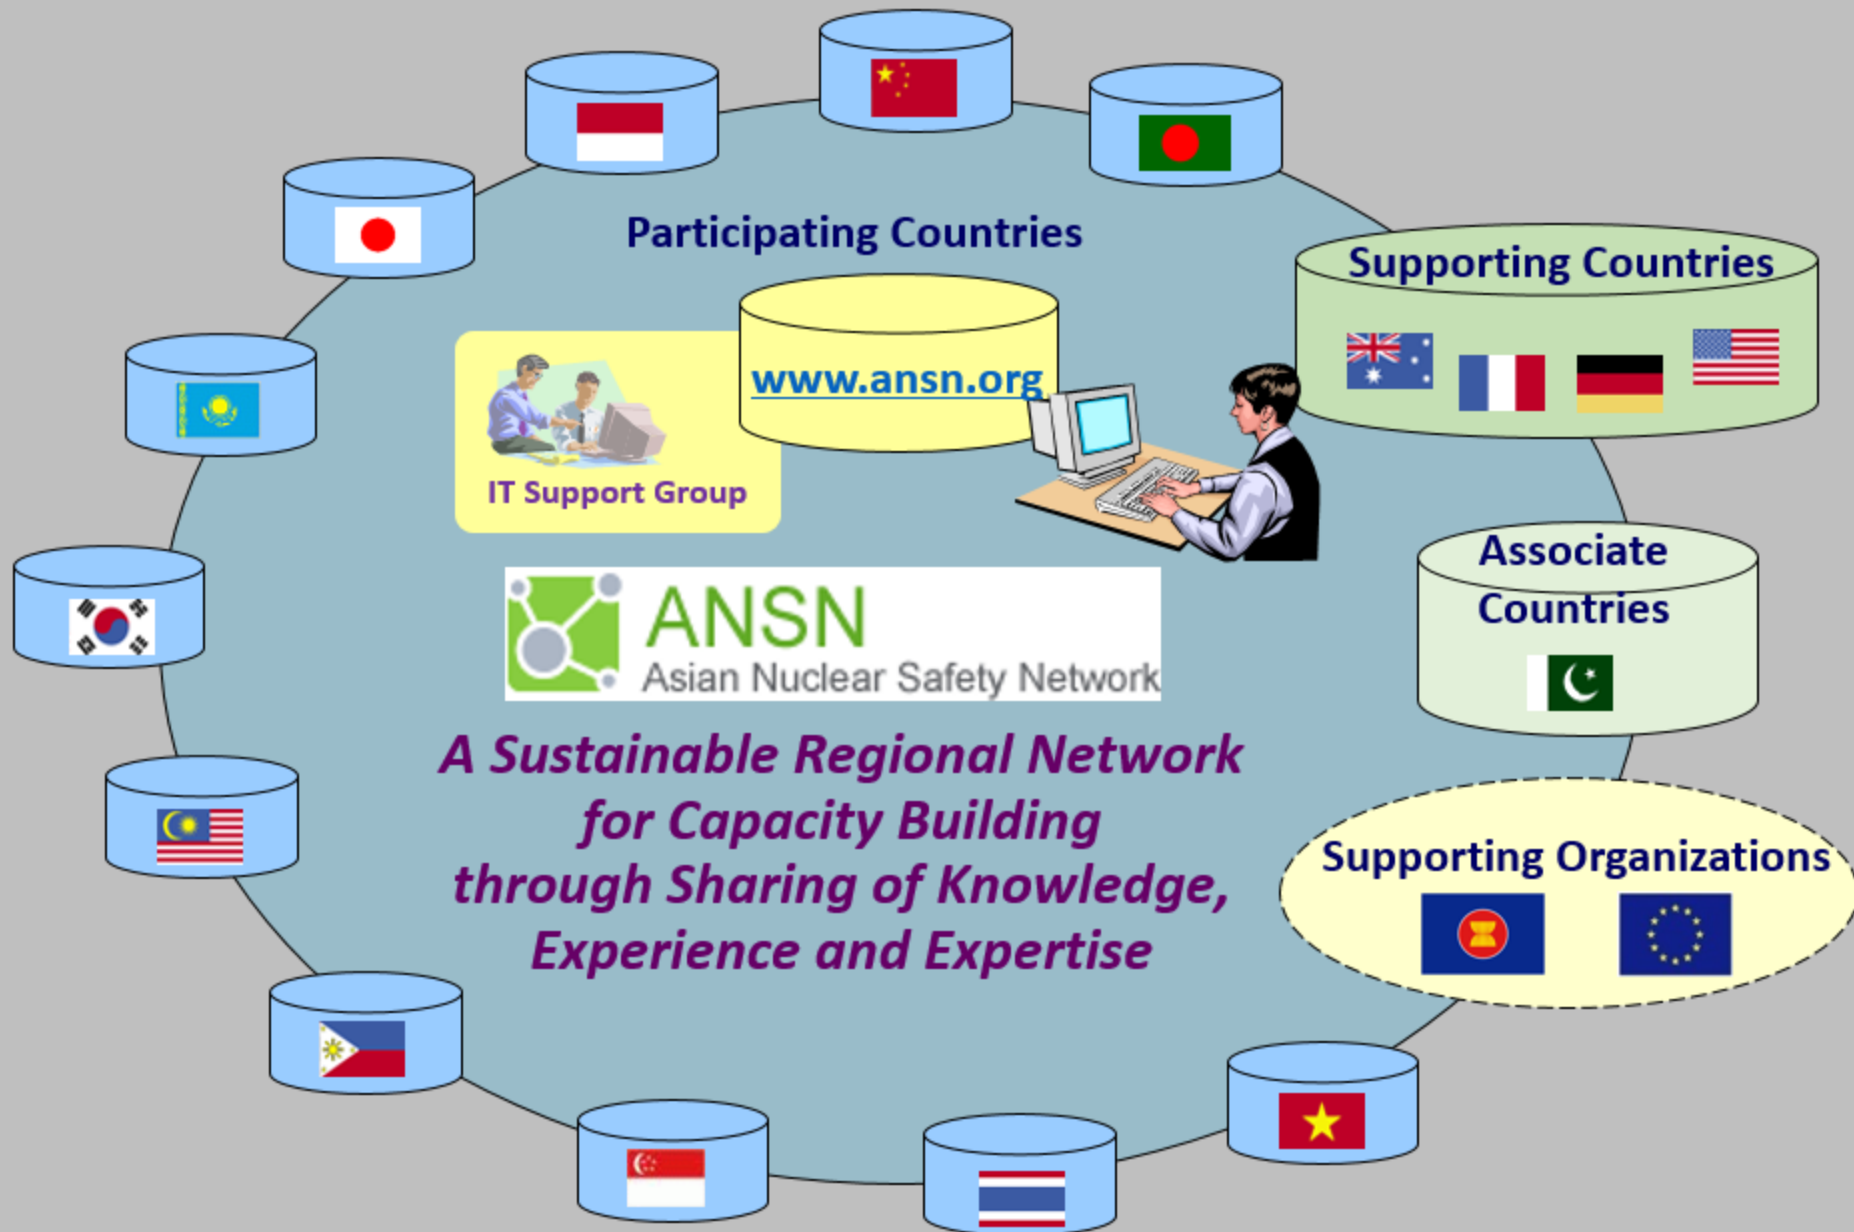 Participating Countries
Supporting Countries
www.ansn.org
IT Support Group
Associate
Countries
ANSN
Asian Nuclear Safety Network
A Sustainable Regional Network
for Capacity Building
through Sharing of Knowledge,
Experience and Expertise
Supporting Organizations